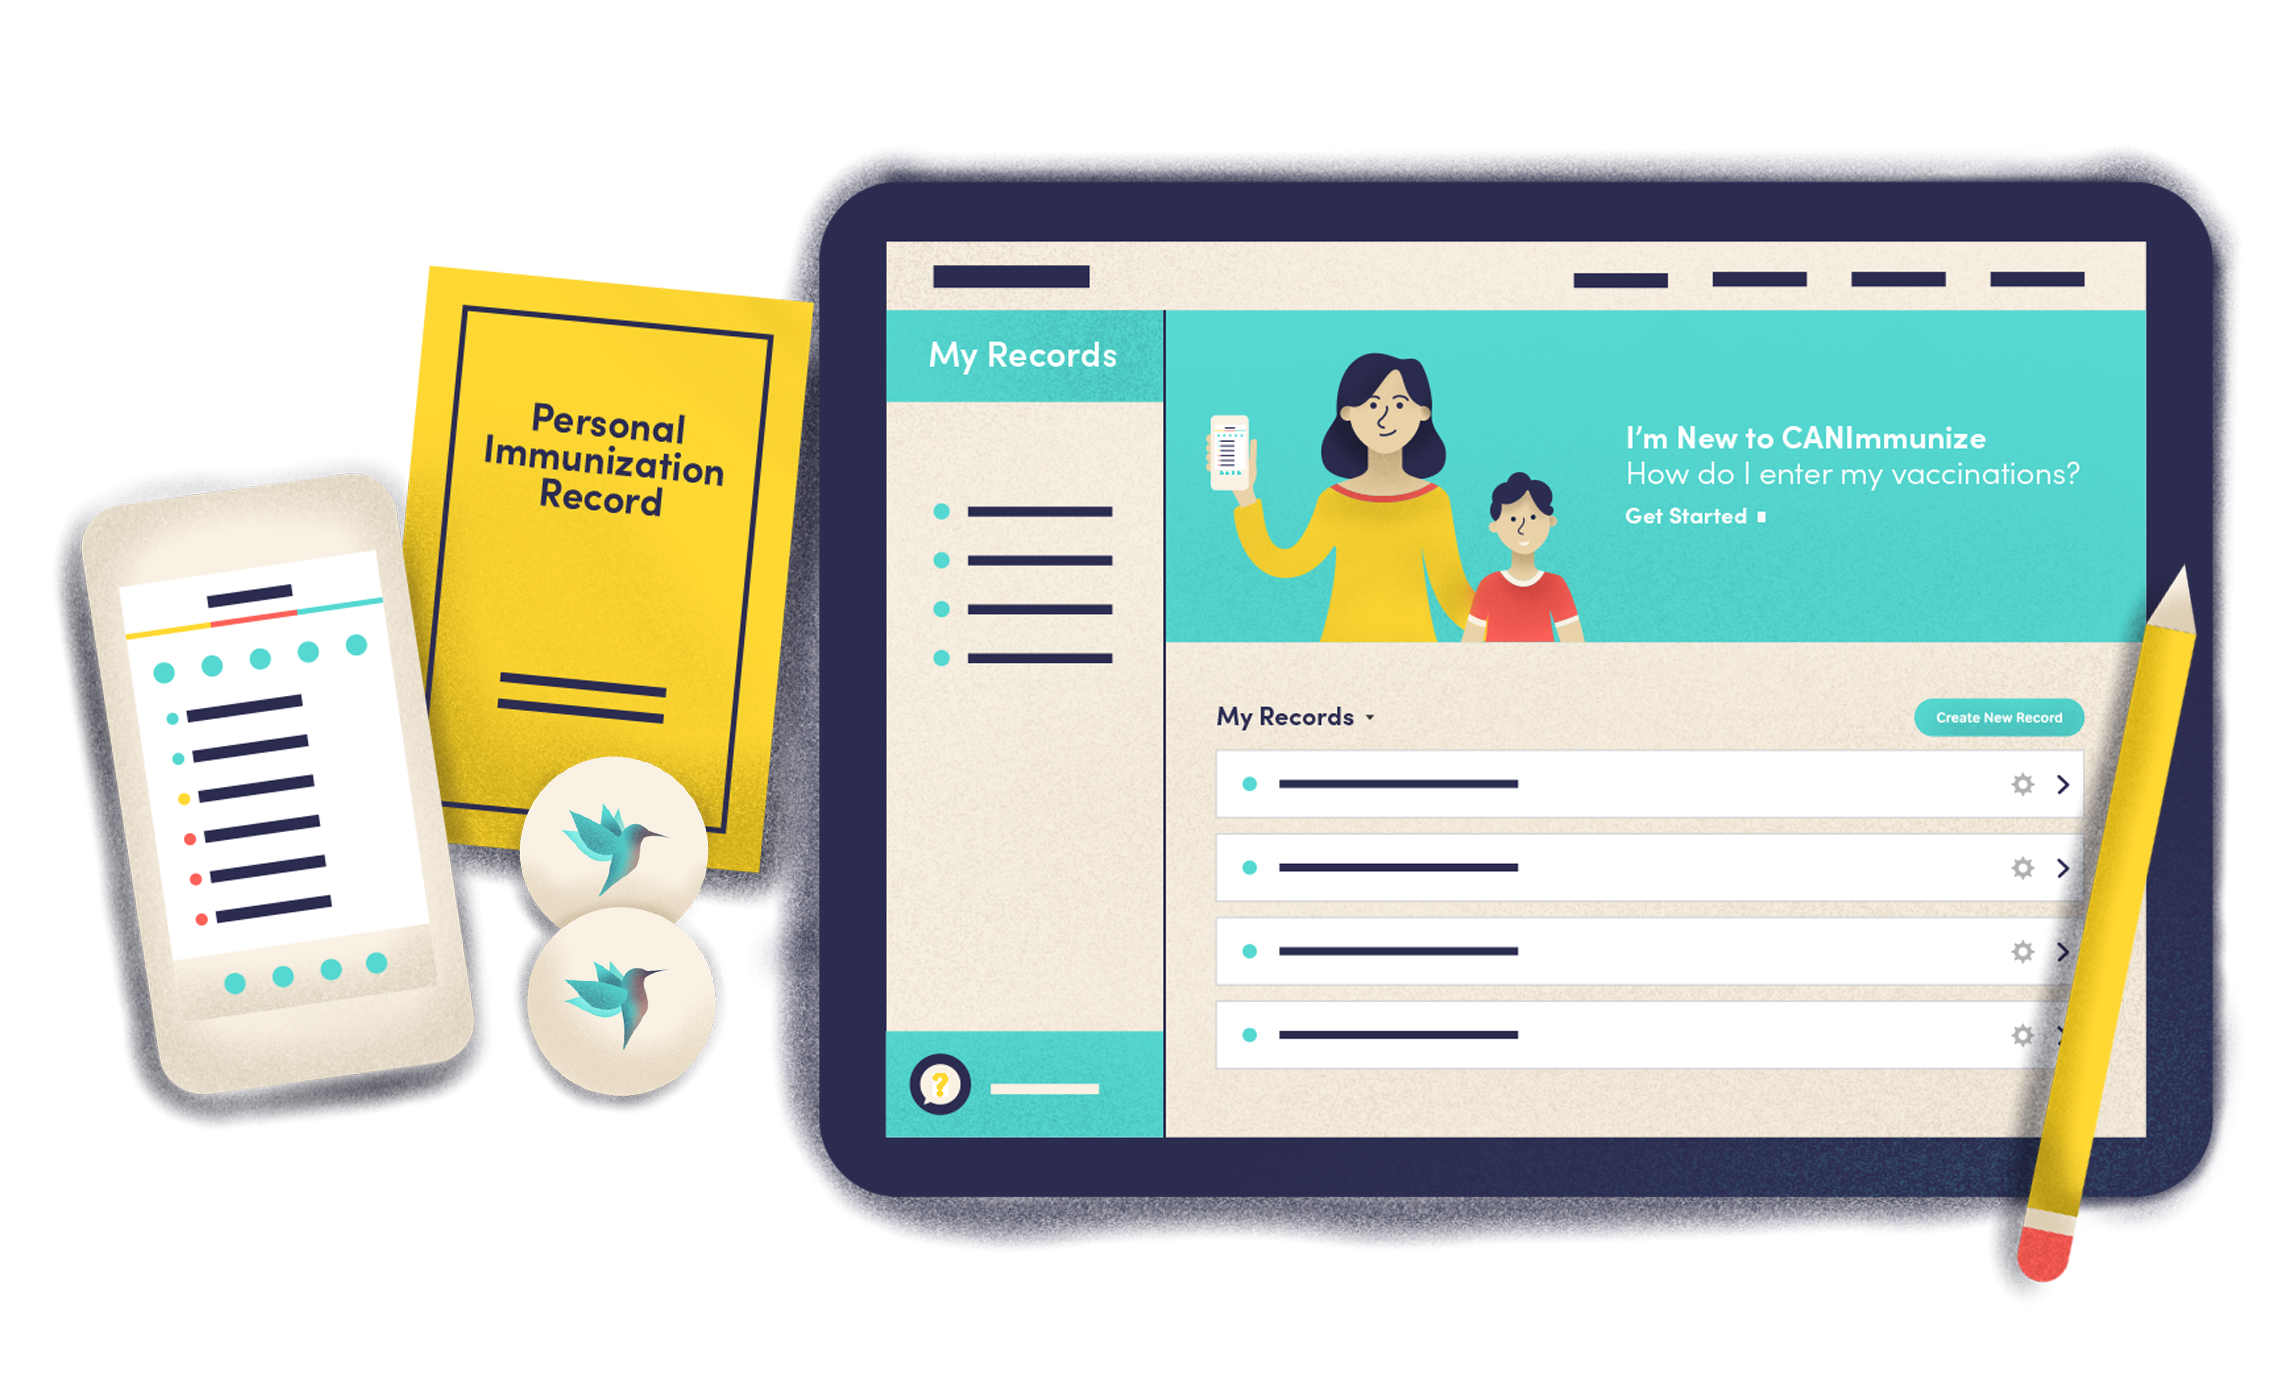 Personal
Immunization
Record
My Records
I'm New to CANImmunize
How do I enter my vaccinations?
Get Started
My Records
Create New Record
?